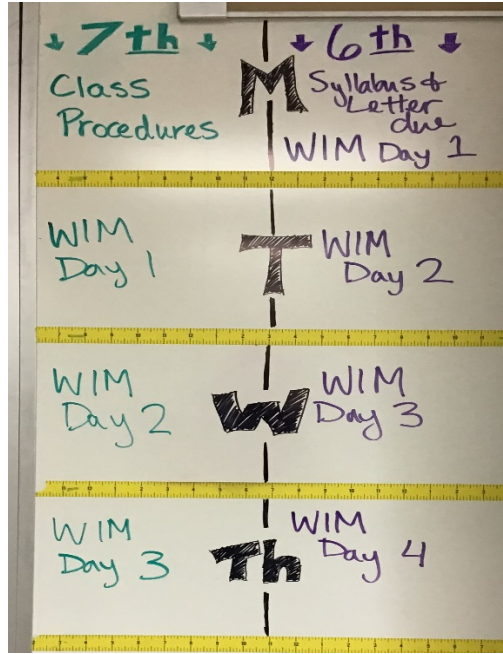 ↓ 7th ↓
Class
Procedures
M
↓ 6th ↓
Syllabus &
Letter
due
WIM Day 1
WIM
Day 1
T
WIM
Day 2
WIM
Day 2
W
WIM
Day 3
WIM
Day 3
Th
WIM
Day 4